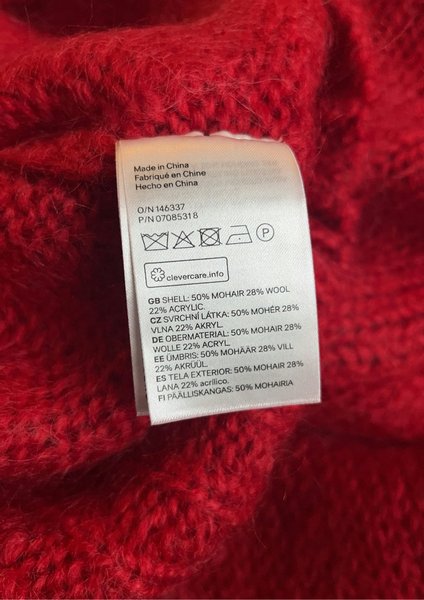 Made in China
Fabriqué en Chine
Hecho en China
O/N 146337
P/N 07085318
P
clevercare.info
GB SHELL: 50% MOHAIR 28% WOOL
22% ACRYLIC.
CZ SVRCHNÍ LÁTKA: 50% MOHÉR 28%
VLNA 22% AKRYL.
DE OBERMATERIAL: 50% MOHAIR 28%
WOLLE 22% ACRYL.
EE ÜMBRIS: 50% MOHÄÄR 28% VILL
22% AKRÜÜL.
ES TELA EXTERIOR: 50% MOHAIR 28%
LANA 22% acrílico.
FI PÄÄLLISKANGAS: 50% MOHAIRIA